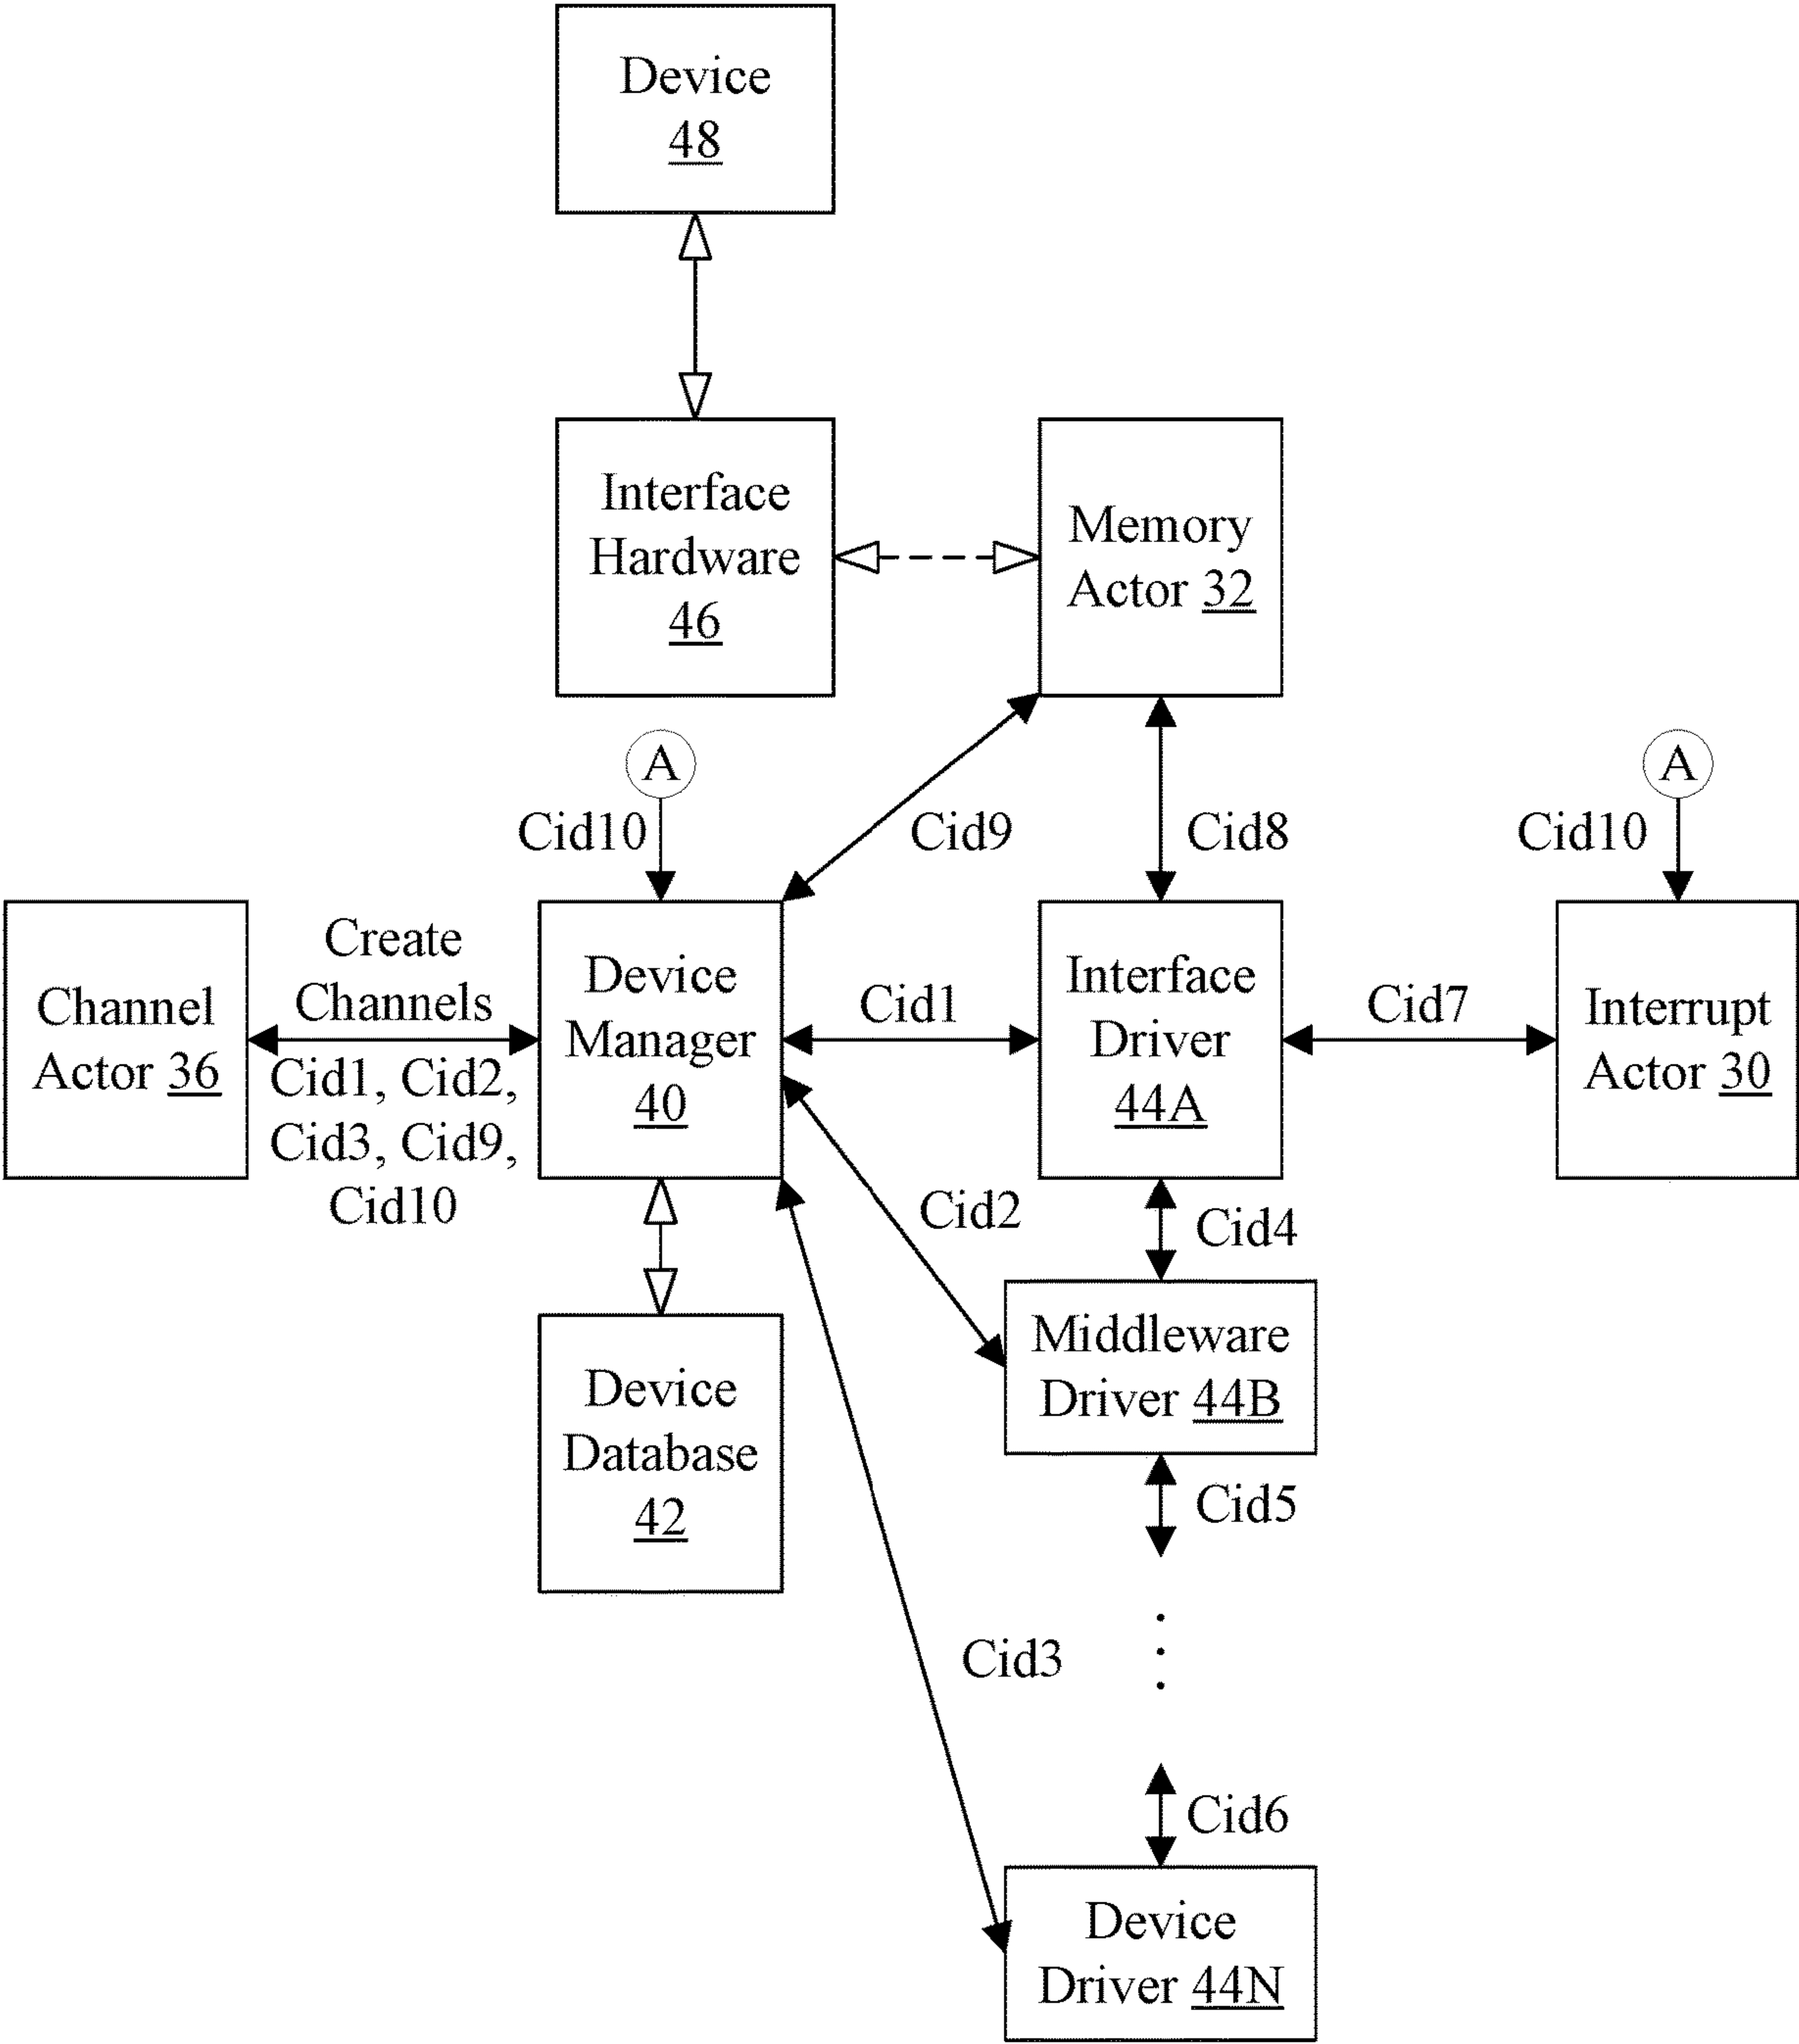 Device
48
Interface
Hardware
46
Memory
Actor 32
A
A
Cid10
Cid9
Cid8
Cid10
Channel
Actor 36
Create
Channels
Cid1, Cid2,
Cid3, Cid9,
Cid10
Device
Manager
40
Cid1
Interface
Driver
44A
Cid7
Interrupt
Actor 30
Cid2
Cid4
Device
Database
42
Middleware
Driver 44B
Cid5
Cid3
Cid6
Device
Driver 44N